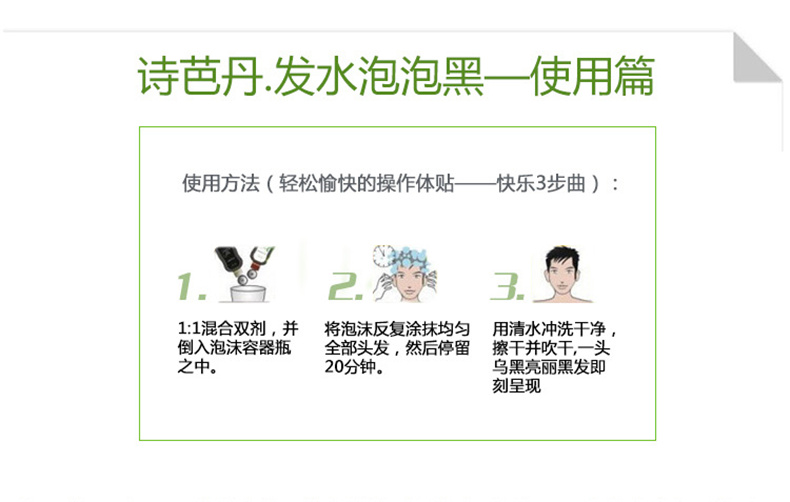 诗芭丹.发水泡泡黑—使用篇
使用方法（轻松愉快的操作体贴——快乐3步曲）：
1.
1:1混合双剂，并
倒入泡沫容器瓶
之中。
2.
将泡沫反复涂抹均匀
全部头发，然后停留
20分钟。
3.
用清水冲洗干净，
擦干并吹干,一头
乌黑亮丽黑发即
刻呈现